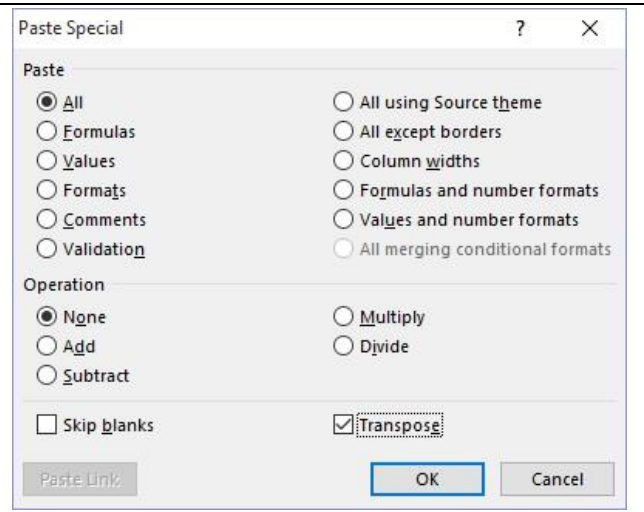 Paste Special ? X
Paste
All
All using Source theme
Formulas
All except borders
Values
Column widths
Formats
Formulas and number formats
Comments
Values and number formats
Validation
All merging conditional formats
Operation
None
Multiply
Add
Divide
Subtract
Skip blanks
Transpose
Paste Link
OK
Cancel